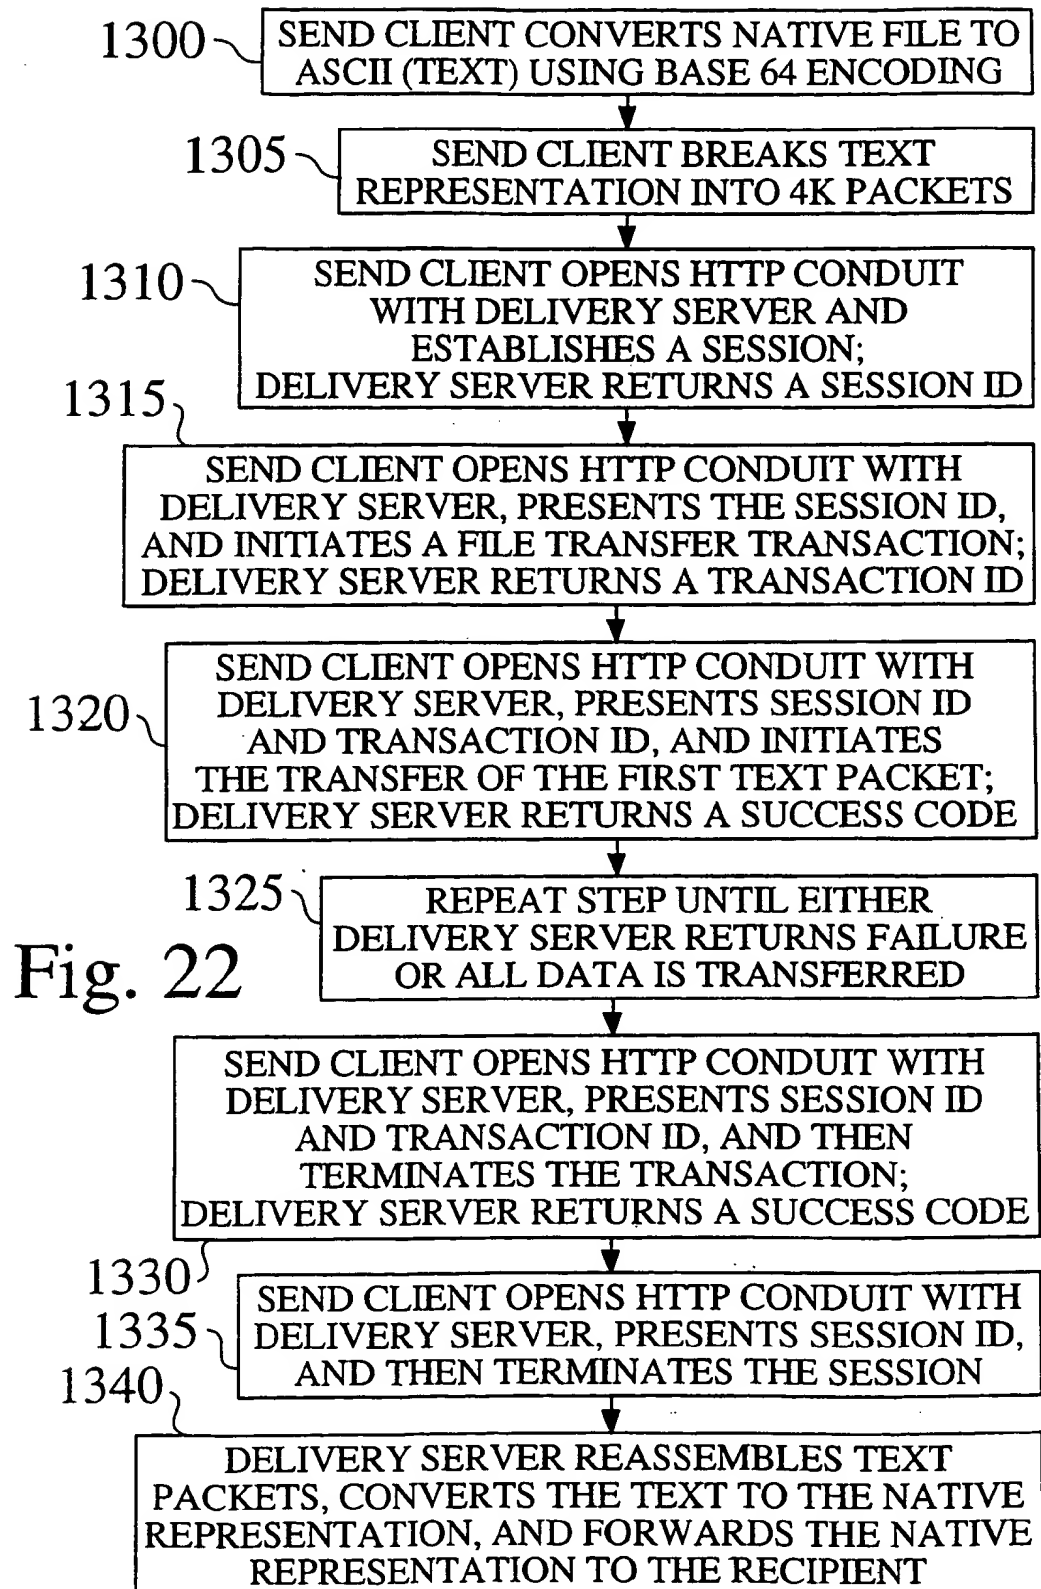 1300
SEND CLIENT CONVERTS NATIVE FILE TO
ASCII (TEXT) USING BASE 64 ENCODING
1305
SEND CLIENT BREAKS TEXT
REPRESENTATION INTO 4K PACKETS
1310
SEND CLIENT OPENS HTTP CONDUIT
WITH DELIVERY SERVER AND
ESTABLISHES A SESSION;
DELIVERY SERVER RETURNS A SESSION ID
1315
SEND CLIENT OPENS HTTP CONDUIT WITH
DELIVERY SERVER, PRESENTS THE SESSION ID,
AND INITIATES A FILE TRANSFER TRANSACTION;
DELIVERY SERVER RETURNS A TRANSACTION ID
1320
SEND CLIENT OPENS HTTP CONDUIT WITH
DELIVERY SERVER, PRESENTS SESSION ID
AND TRANSACTION ID, AND INITIATES
THE TRANSFER OF THE FIRST TEXT PACKET;
DELIVERY SERVER RETURNS A SUCCESS CODE
1325
REPEAT STEP UNTIL EITHER
DELIVERY SERVER RETURNS FAILURE
OR ALL DATA IS TRANSFERRED
Fig. 22
SEND CLIENT OPENS HTTP CONDUIT WITH
DELIVERY SERVER, PRESENTS SESSION ID
AND TRANSACTION ID, AND THEN
TERMINATES THE TRANSACTION;
DELIVERY SERVER RETURNS A SUCCESS CODE
1330
SEND CLIENT OPENS HTTP CONDUIT WITH
DELIVERY SERVER, PRESENTS SESSION ID,
AND THEN TERMINATES THE SESSION
1335
1340
DELIVERY SERVER REASSEMBLES TEXT
PACKETS, CONVERTS THE TEXT TO THE NATIVE
REPRESENTATION, AND FORWARDS THE NATIVE
REPRESENTATION TO THE RECIPIENT